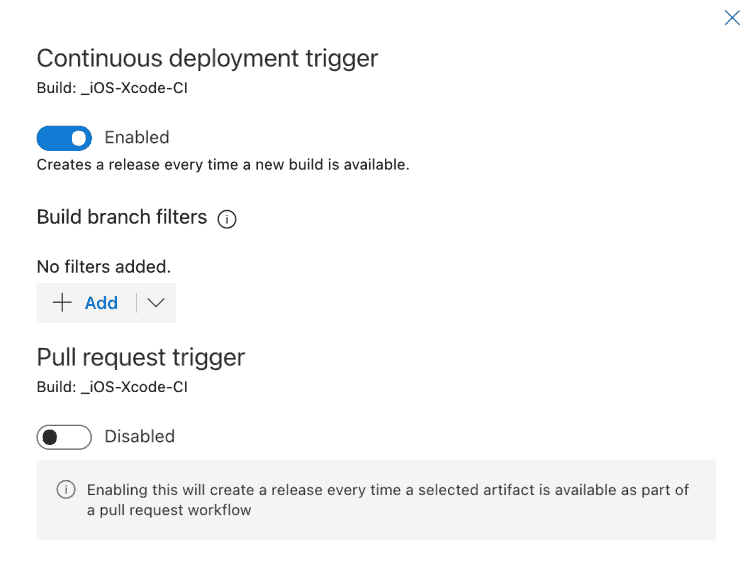 Continuous deployment trigger
Build: _iOS-Xcode-CI
Enabled
Creates a release every time a new build is available.
Build branch filters
No filters added.
Add
Pull request trigger
Build: _iOS-Xcode-CI
Disabled
Enabling this will create a release every time a selected artifact is available as part of
a pull request workflow